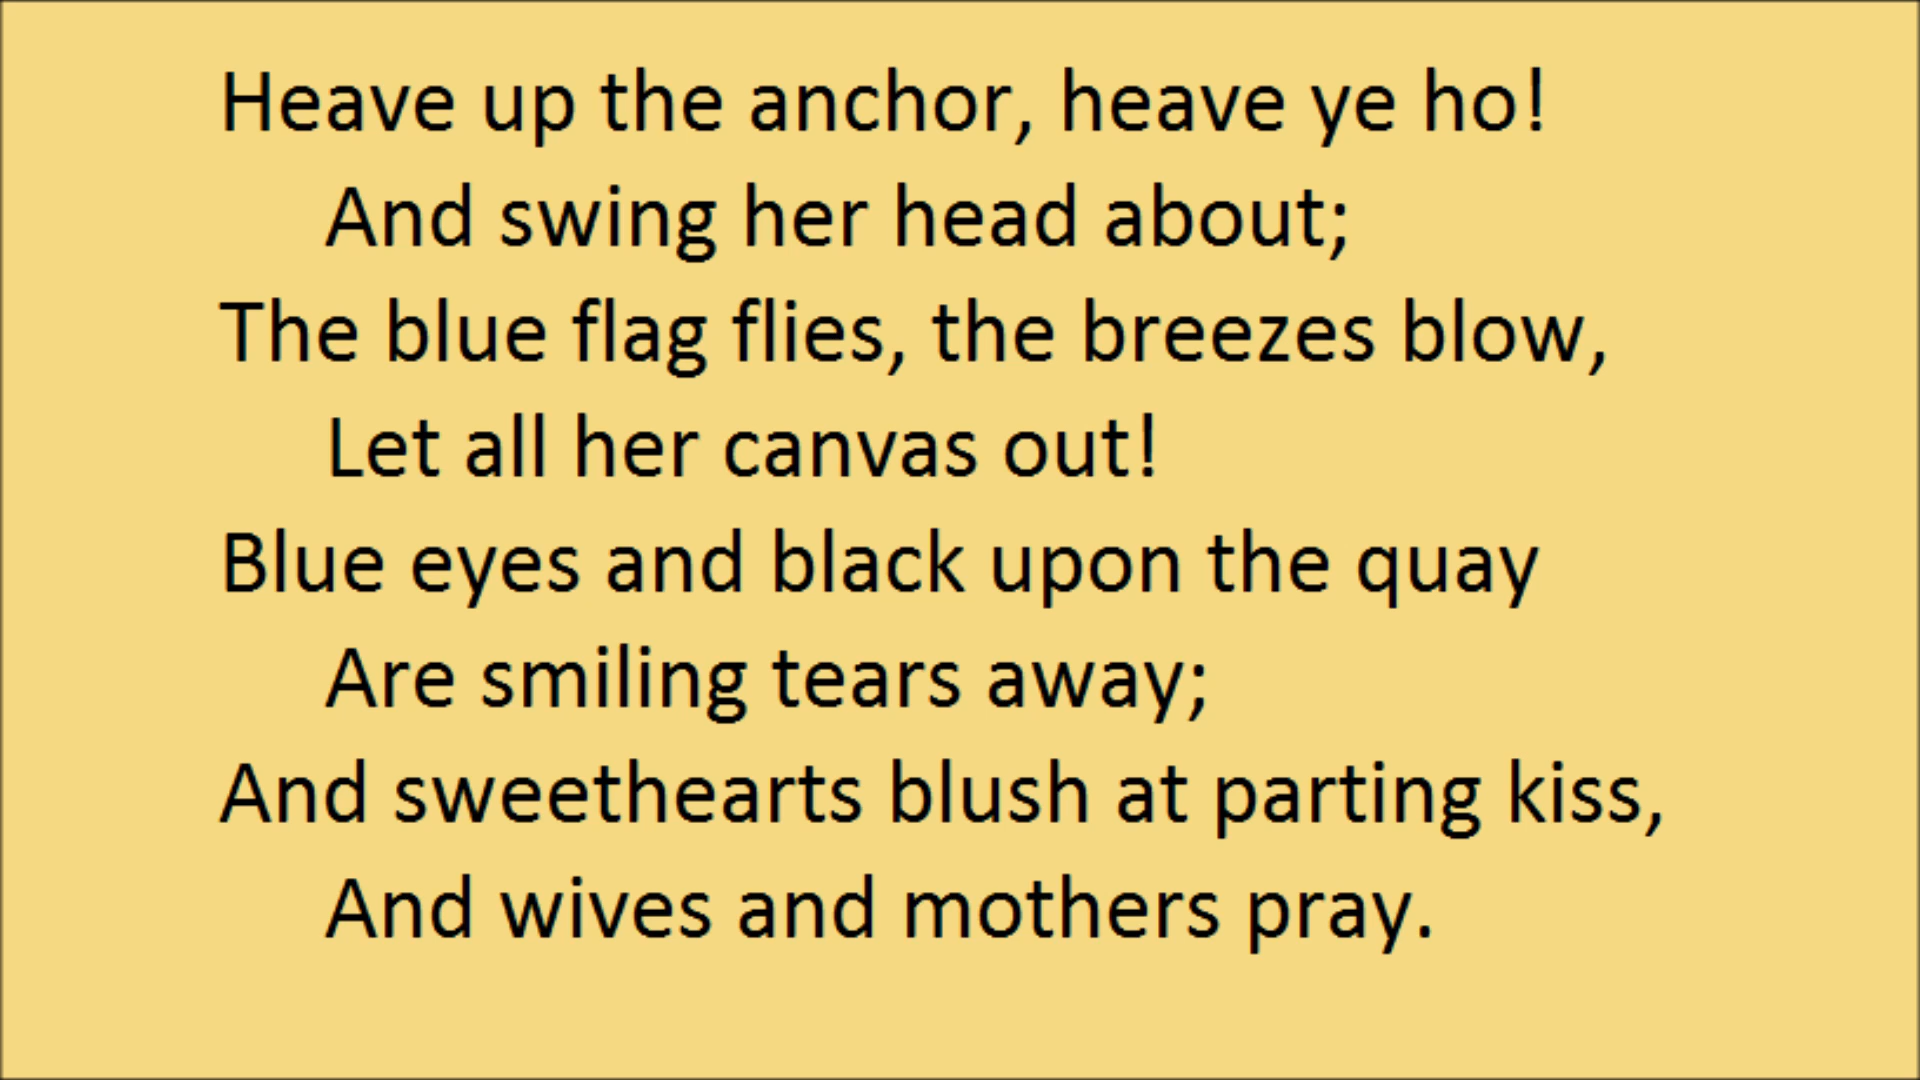 Heave up the anchor, heave ye ho!
And swing her head about;
The blue flag flies, the breezes blow,
Let all her canvas out!
Blue eyes and black upon the quay
Are smiling tears away;
And sweethearts blush at parting kiss,
And wives and mothers pray.